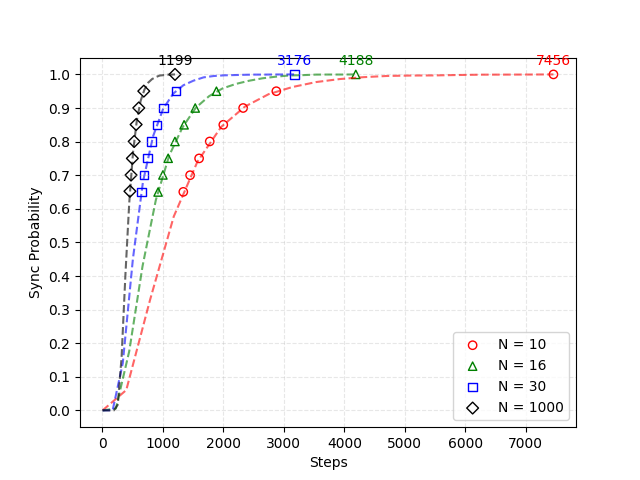 1199 3176 4188 7456
1.0
0.9
0.8
0.7
0.6
0.5
0.4
0.3
0.2
0.1
0.0
Sync Probability
N = 10
N = 16
N = 30
N = 1000
0 1000 2000 3000 4000 5000 6000 7000
Steps